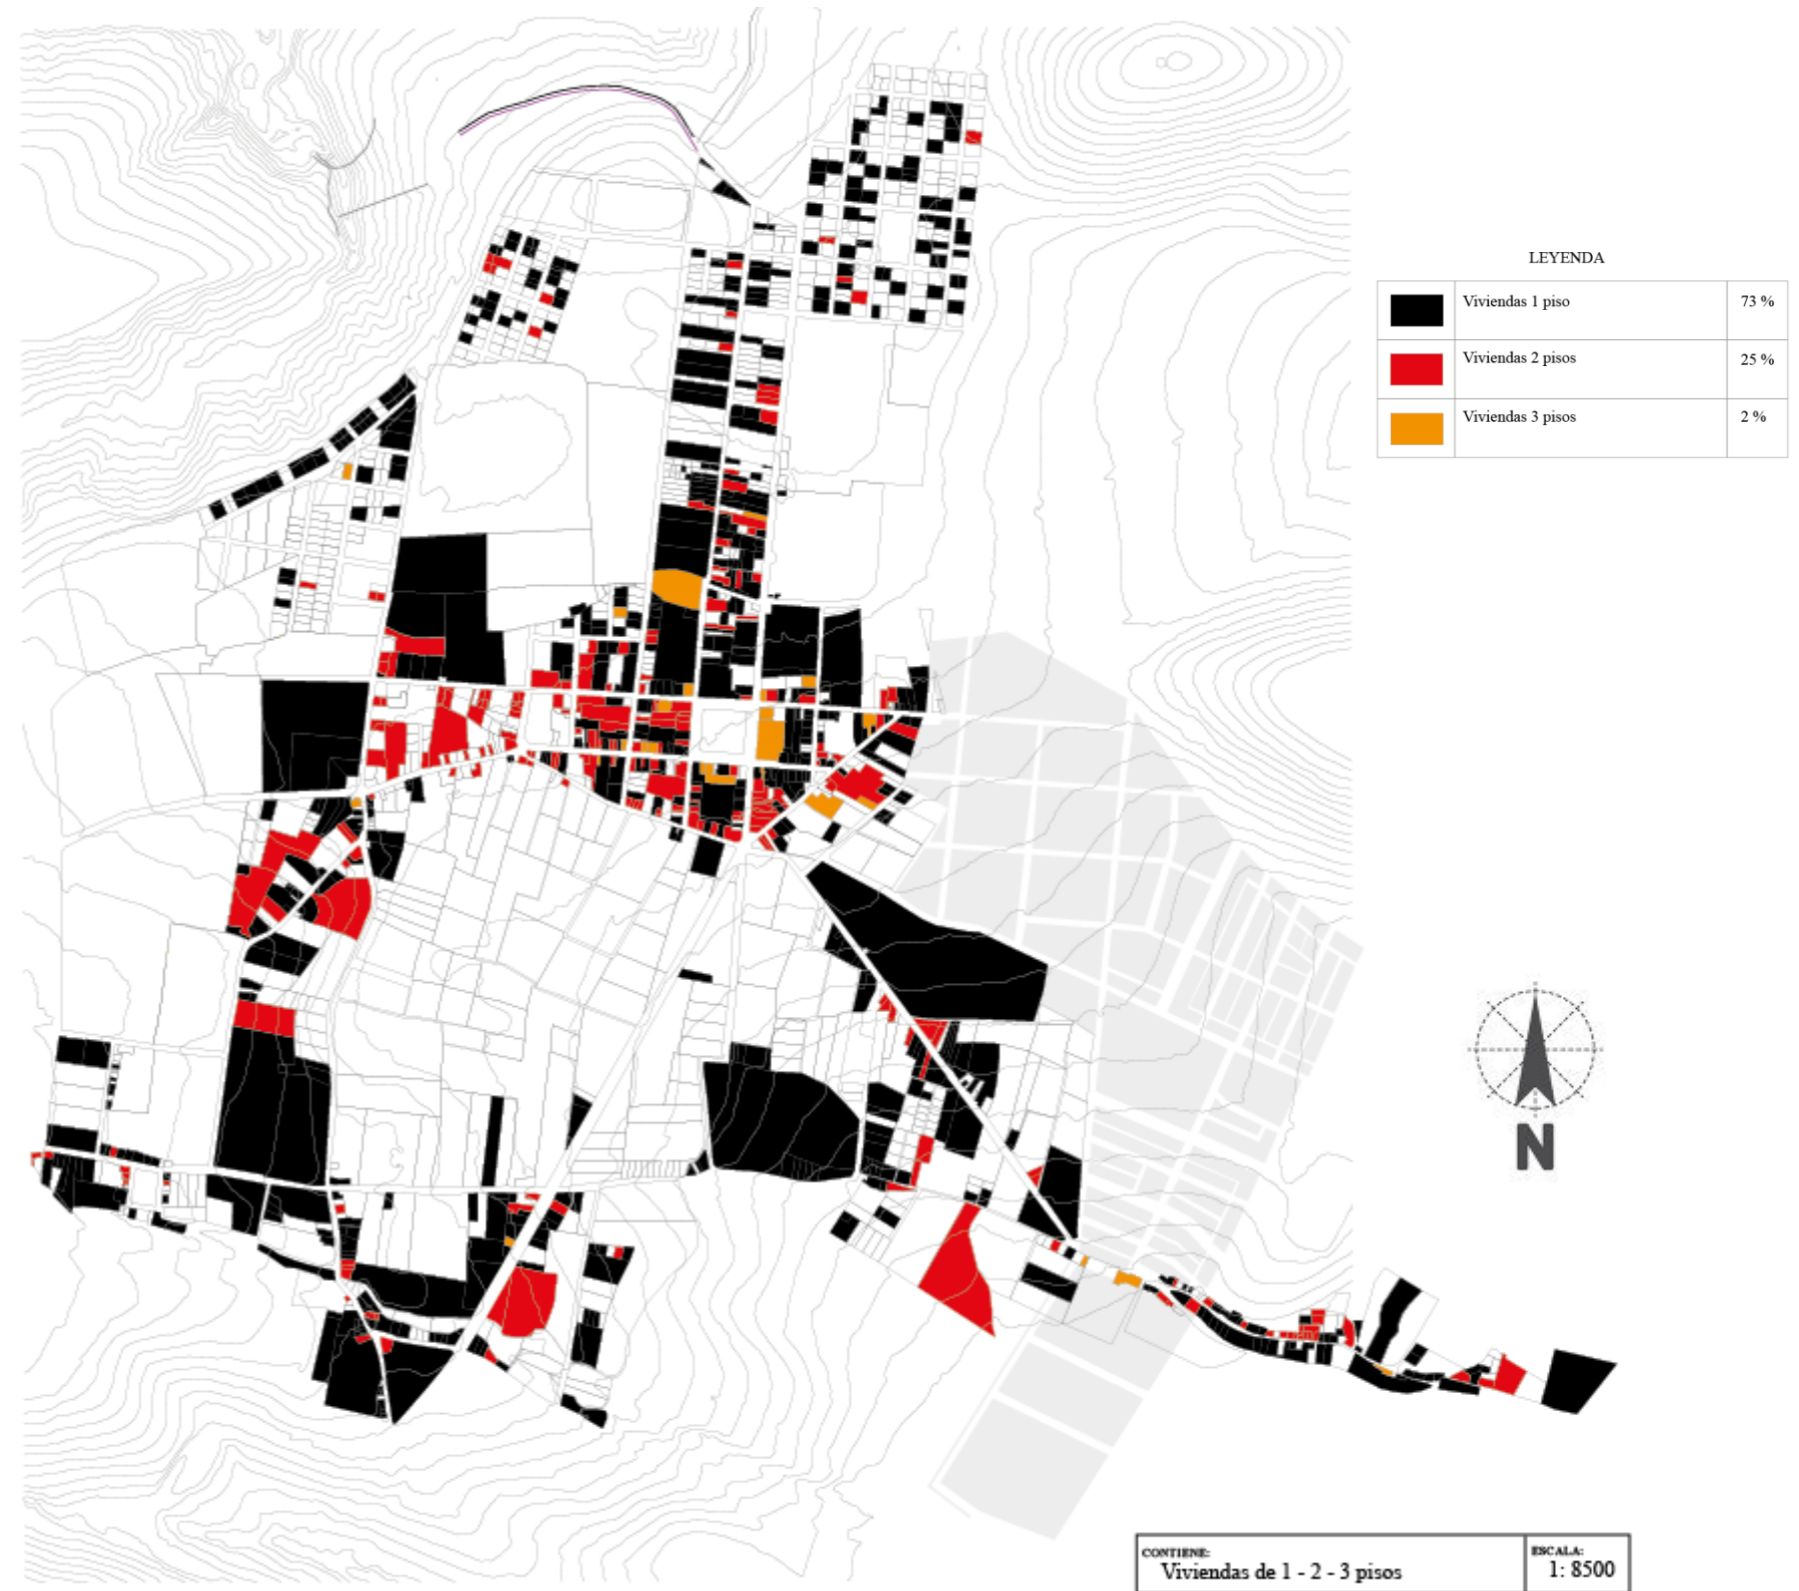 LEYENDA
Viviendas 1 piso 73 %
Viviendas 2 pisos 25 %
Viviendas 3 pisos 2 %
N
CONTIENE:
Viviendas de 1 - 2 - 3 pisos
ESCALA:
1: 8500